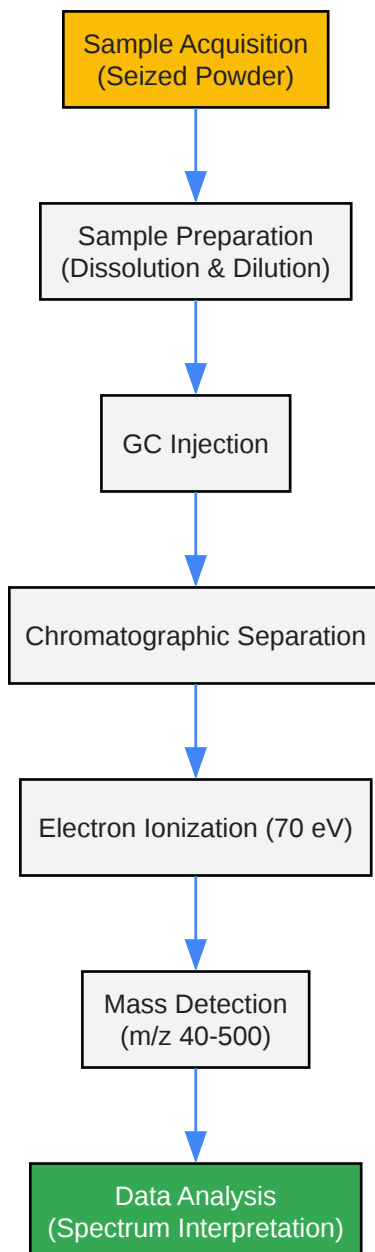 Sample Acquisition
(Seized Powder)
Sample Preparation
(Dissolution & Dilution)
GC Injection
Chromatographic Separation
Electron Ionization (70 eV)
Mass Detection
(m/z 40-500)
Data Analysis
(Spectrum Interpretation)